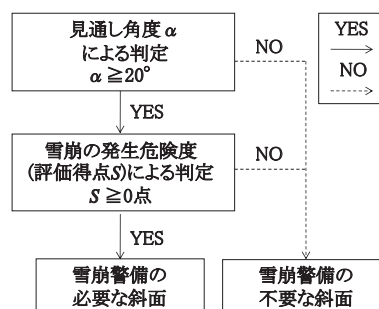 見通し角度 α
による判定
α ≧20°
NO
YES
NO
YES
雪崩の発生危険度
(評価得点S)による判定
S ≧0点
NO
YES
雪崩警備の
必要な斜面
雪崩警備の
不要な斜面